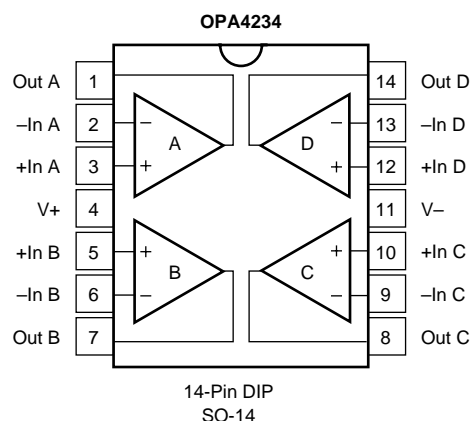 OPA4234
Out A 1 14 Out D
–In A 2 – – 13 –In D
A D
+In A 3 + + 12 +In D
V+ 4 11 V–
+In B 5 + + 10 +In C
B C
–In B 6 – – 9 –In C
Out B 7 8 Out C
14-Pin DIP
SO-14